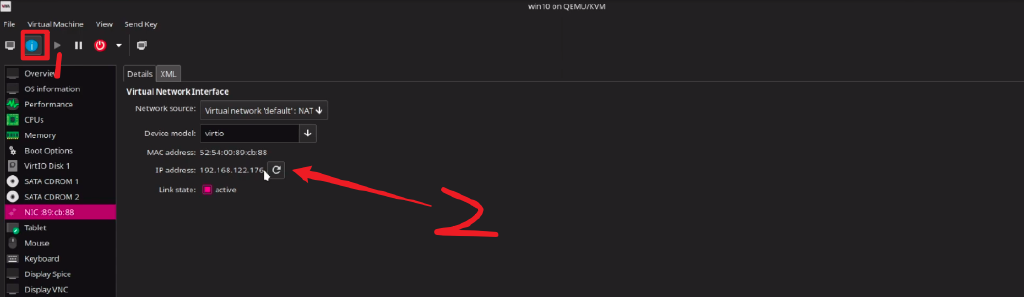 win10 on QEMU/KVM
File Virtual Machine View Send Key
1
Overview
OS information
Performance
CPUs
Memory
Boot Options
VirtIO Disk 1
SATA CDROM 1
SATA CDROM 2
NIC :89:cb:88
Tablet
Mouse
Keyboard
Display Spice
Display VNC
Details XML
Virtual Network Interface
Network source: Virtual network 'default' : NAT
Device model: virtio
MAC address: 52:54:00:89:cb:88
IP address: 192.168.122.176
Link state: active
2